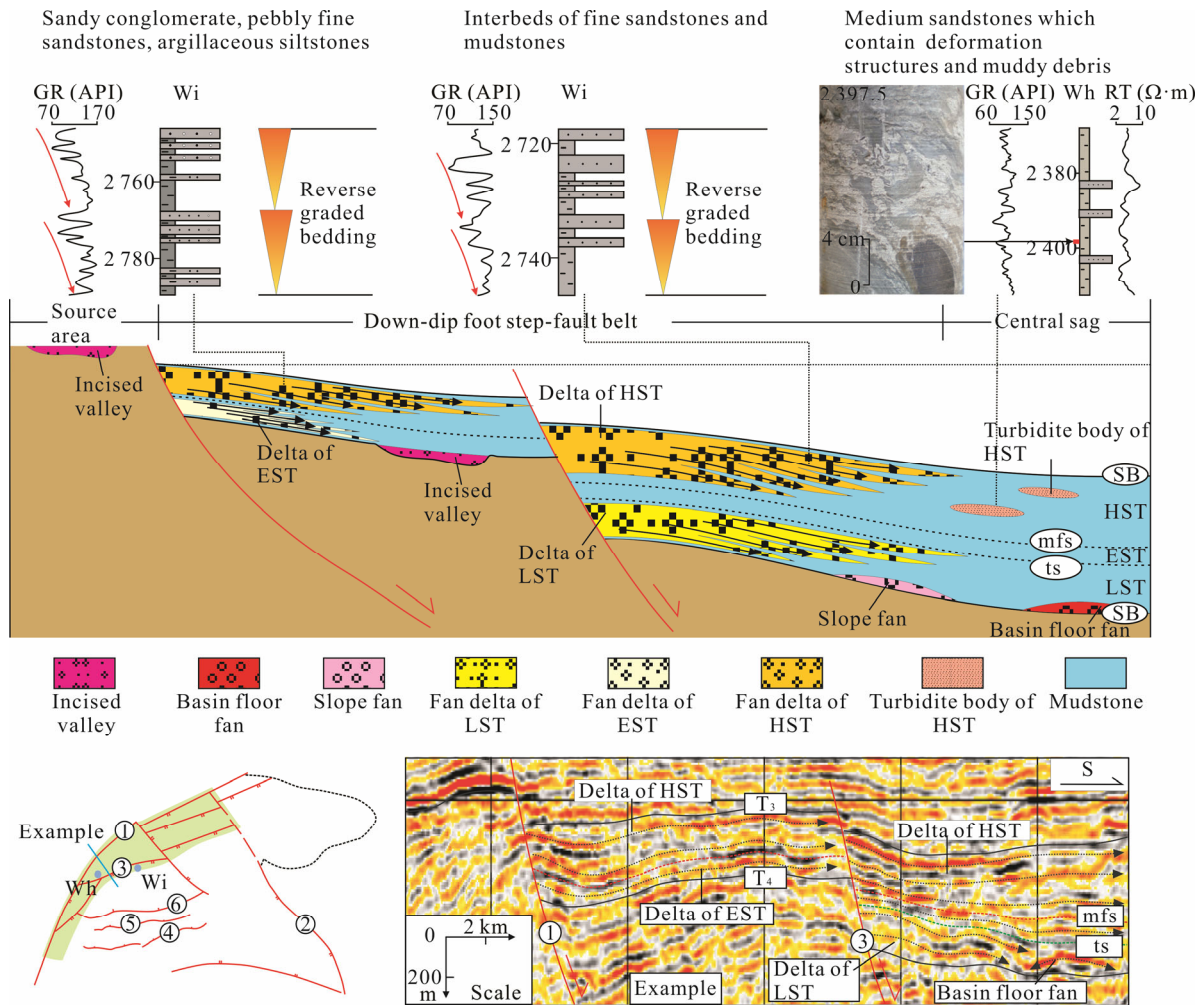 Sandy conglomerate, pebbly fine
sandstones, argillaceous siltstones
Interbeds of fine sandstones and
mudstones
Medium sandstones which
contain deformation
structures and muddy debris
GR (API)
70 170
Wi
2 760
2 780
Reverse
graded
bedding
GR (API)
70 150
Wi
2 720
2 740
Reverse
graded
bedding
2,397.5
4 cm
0
GR (API) Wh RT (Ω·m)
60 150 2 10
2 380
2 400
Source
area
Down-dip foot step-fault belt
Central sag
Incised
valley
Delta of
EST
Incised
valley
Delta of HST
Delta of
LST
Turbidite body of
HST
SB
HST
mfs
EST
ts
LST
SB
Slope fan
Basin floor fan
Incised
valley
Basin floor
fan
Slope fan
Fan delta of
LST
Fan delta of
EST
Fan delta of
HST
Turbidite body of
HST
Mudstone
Example
1
3
Wh
Wi
6
5
4
2
S
Delta of HST
T3
Delta of HST
T4
Delta of EST
mfs
ts
2 km
0
200
m
Scale
1
Example
3
Delta of
LST
Basin floor fan